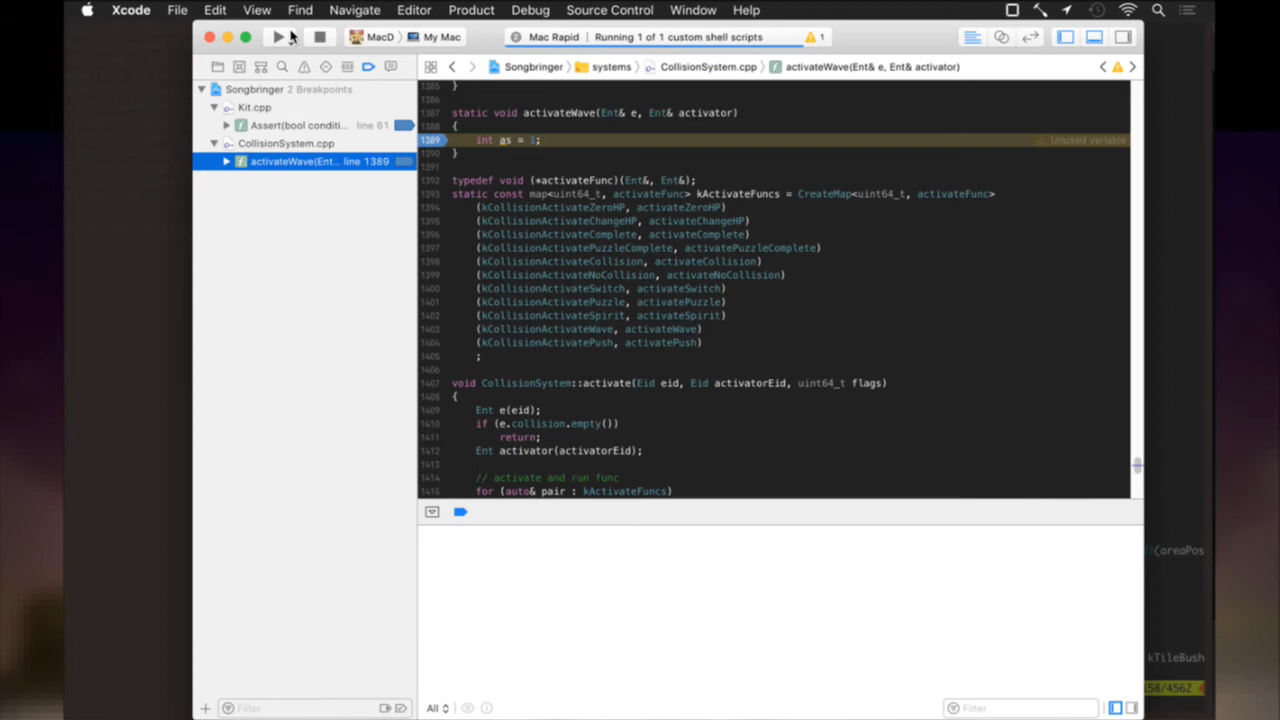 Xcode File Edit View Find Navigate Editor Product Debug Source Control Window Help
MacD My Mac Mac Rapid | Running 1 of 1 custom shell scripts 1
Songbringer systems CollisionSystem.cpp activateWave(Ent& e, Ent& activator)
Songbringer 2 Breakpoints
Kit.cpp
Assert(bool conditi... line 61
CollisionSystem.cpp
activateWave(Ent... line 1389
1385 }
1386
1387 static void activateWave(Ent& e, Ent& activator)
1388 {
1389 int as = 3; Unused variable
1390 }
1391
1392 typedef void (*activateFunc)(Ent&, Ent&);
1393 static const map<uint64_t, activateFunc> kActivateFuncs = CreateMap<uint64_t, activateFunc>
1394 (kCollisionActivateZeroHP, activateZeroHP)
1395 (kCollisionActivateChangeHP, activateChangeHP)
1396 (kCollisionActivateComplete, activateComplete)
1397 (kCollisionActivatePuzzleComplete, activatePuzzleComplete)
1398 (kCollisionActivateCollision, activateCollision)
1399 (kCollisionActivateNoCollision, activateNoCollision)
1400 (kCollisionActivateSwitch, activateSwitch)
1401 (kCollisionActivatePuzzle, activatePuzzle)
1402 (kCollisionActivateSpirit, activateSpirit)
1403 (kCollisionActivateWave, activateWave)
1404 (kCollisionActivatePush, activatePush)
1405 ;
1406
1407 void CollisionSystem::activate(Eid eid, Eid activatorEid, uint64_t flags)
1408 {
1409 Ent e(eid);
1410 if (e.collision.empty())
1411 return;
1412 Ent activator(activatorEid);
1413
1414 // activate and run func
1415 for (auto& pair : kActivateFuncs)
(areaPos
kTileBush
58/4562
Filter
All
Filter